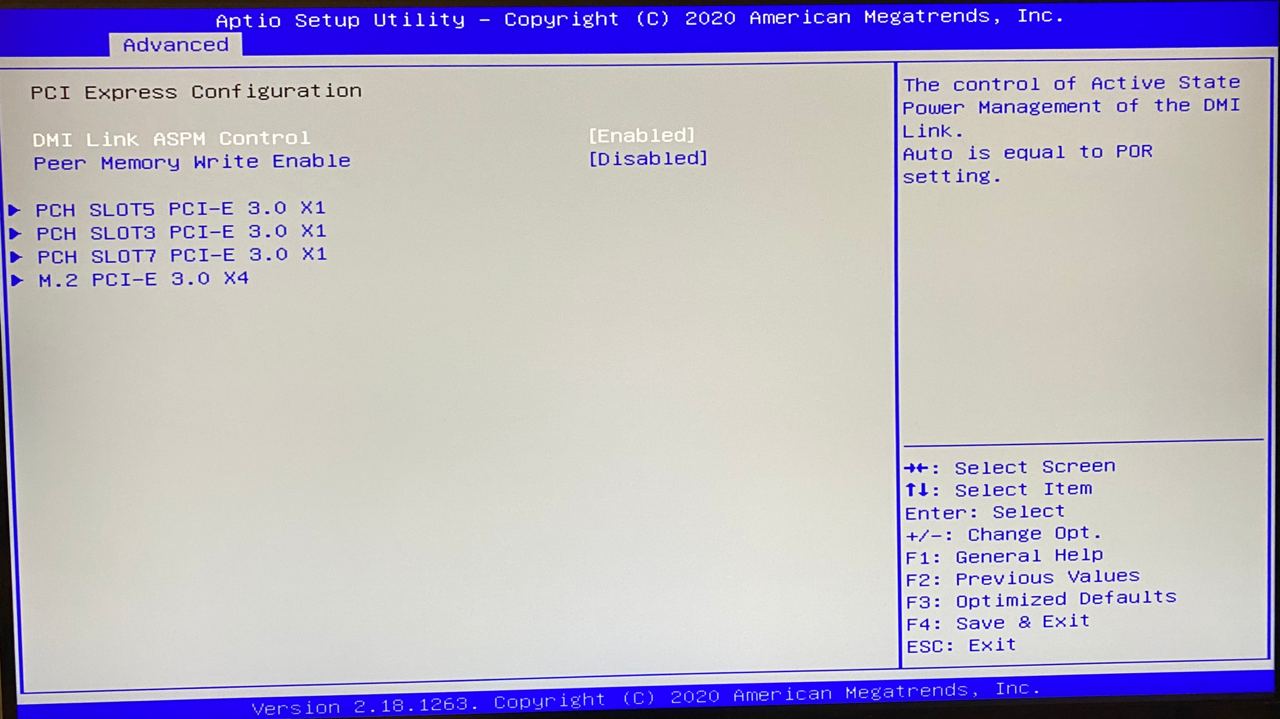 Aptio Setup Utility – Copyright (C) 2020 American Megatrends, Inc.
Advanced
PCI Express Configuration
DMI Link ASPM Control [Enabled]
Peer Memory Write Enable [Disabled]
► PCH SLOT5 PCI-E 3.0 X1
► PCH SLOT3 PCI-E 3.0 X1
► PCH SLOT7 PCI-E 3.0 X1
► M.2 PCI-E 3.0 X4
The control of Active State
Power Management of the DMI
Link.
Auto is equal to POR
setting.
→←: Select Screen
↑↓: Select Item
Enter: Select
+/-: Change Opt.
F1: General Help
F2: Previous Values
F3: Optimized Defaults
F4: Save & Exit
ESC: Exit
Version 2.18.1263. Copyright (C) 2020 American Megatrends, Inc.